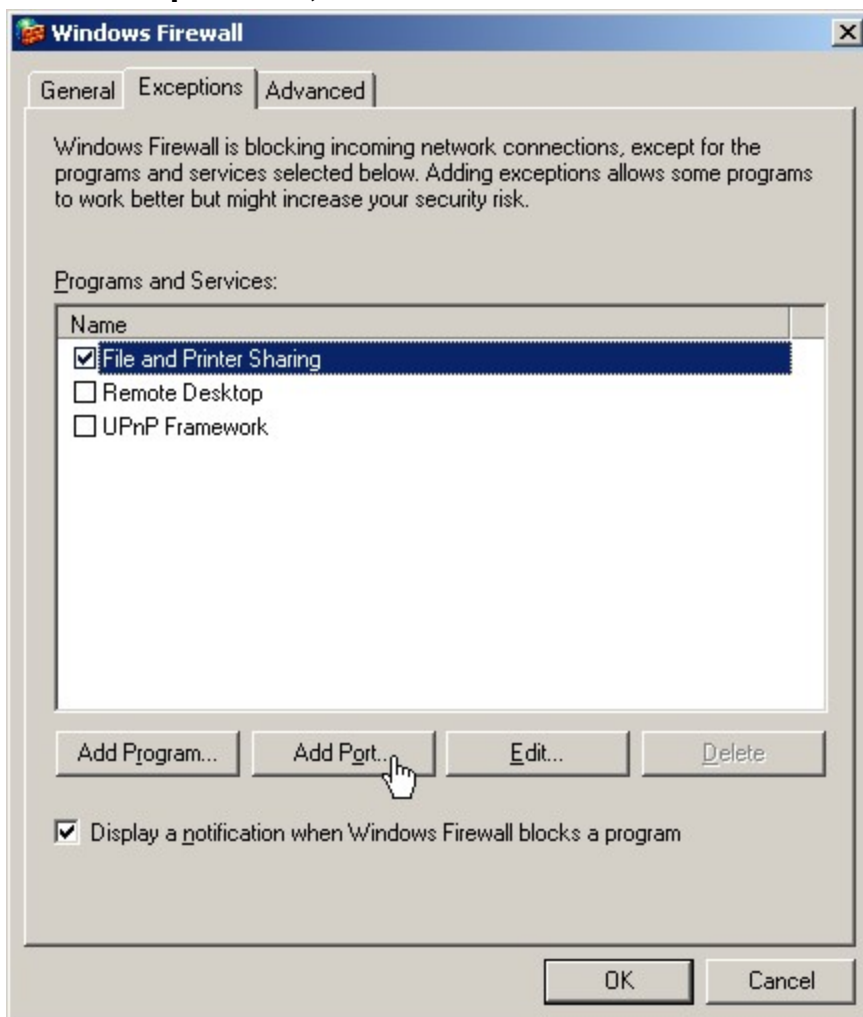 Windows Firewall
General Exceptions Advanced
Windows Firewall is blocking incoming network connections, except for the
programs and services selected below. Adding exceptions allows some programs
to work better but might increase your security risk.
Programs and Services:
Name
File and Printer Sharing
Remote Desktop
UPnP Framework
Add Program... Add Port... Edit... Delete
Display a notification when Windows Firewall blocks a program
OK Cancel